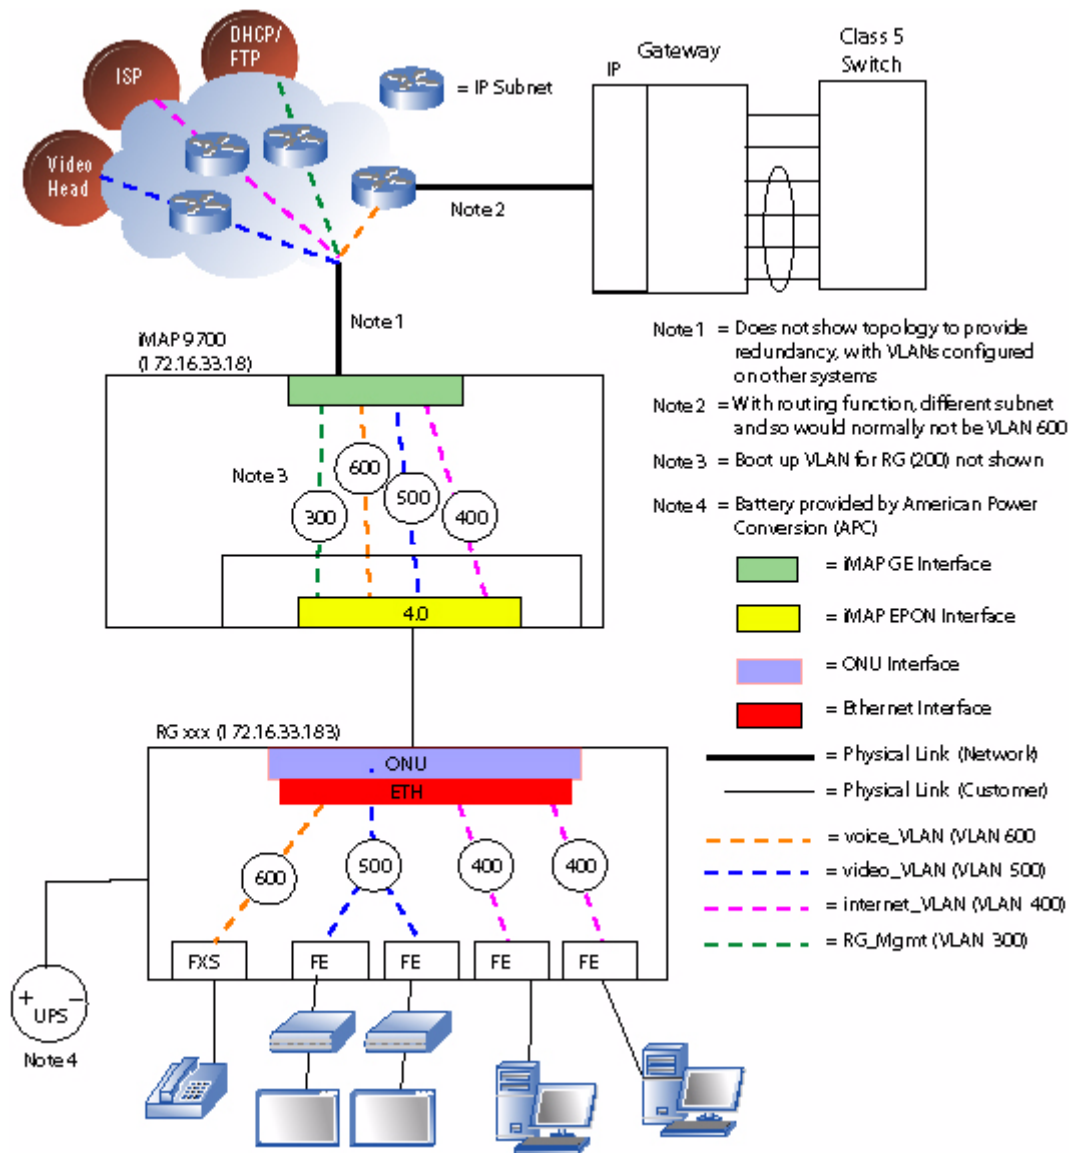 DHCP/
FTP
ISP
Video
Head
= IP Subnet
IP
Gateway
Class 5
Switch
Note 2
Note 1
iMAP 9700
(172.16.33.18)
Note 3
600
500
300
400
4.0
Note 1 = Does not show topology to provide
redundancy, with VLANs configured
on other systems
Note 2 = With routing function, different subnet
and so would normally not be VLAN 600
Note 3 = Boot up VLAN for RG (200) not shown
Note 4 = Battery provided by American Power
Conversion (APC)
= iMAP GE Interface
= iMAP EPON Interface
= ONU Interface
= Ethernet Interface
= Physical Link (Network)
= Physical Link (Customer)
= voice_VLAN (VLAN 600
= video_VLAN (VLAN 500)
= internet_VLAN (VLAN 400)
= RG_Mgmt (VLAN 300)
RG xxx (172.16.33.183)
ONU
ETH
600
500
400
400
FXS
FE
FE
FE
FE
+ −
UPS
Note 4